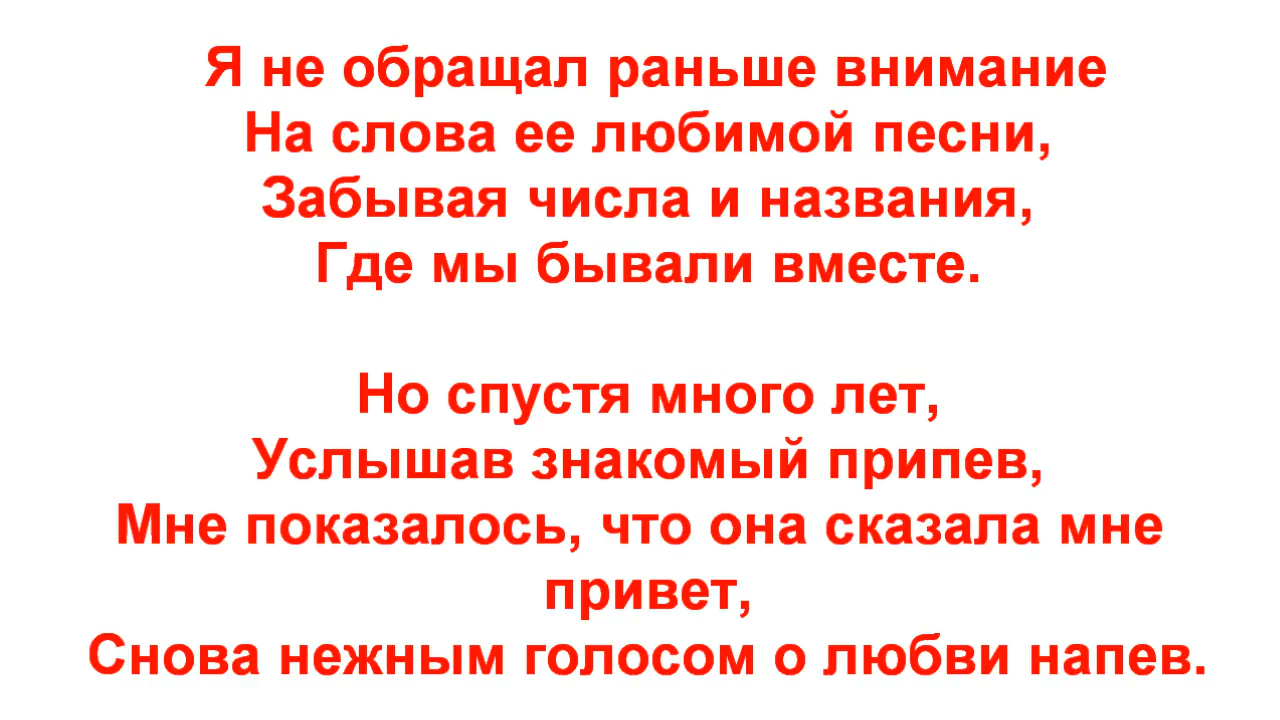 Я не обращал раньше внимание
На слова ее любимой песни,
Забывая числа и названия,
Где мы бывали вместе.
Но спустя много лет,
Услышав знакомый припев,
Мне показалось, что она сказала мне
привет,
Снова нежным голосом о любви напев.